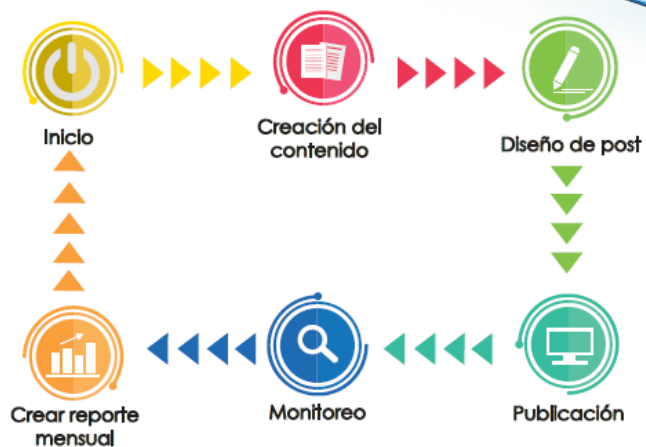 Inicio
Creación del
contenido
Diseño de post
Crear reporte
mensual
Monitoreo
Publicación